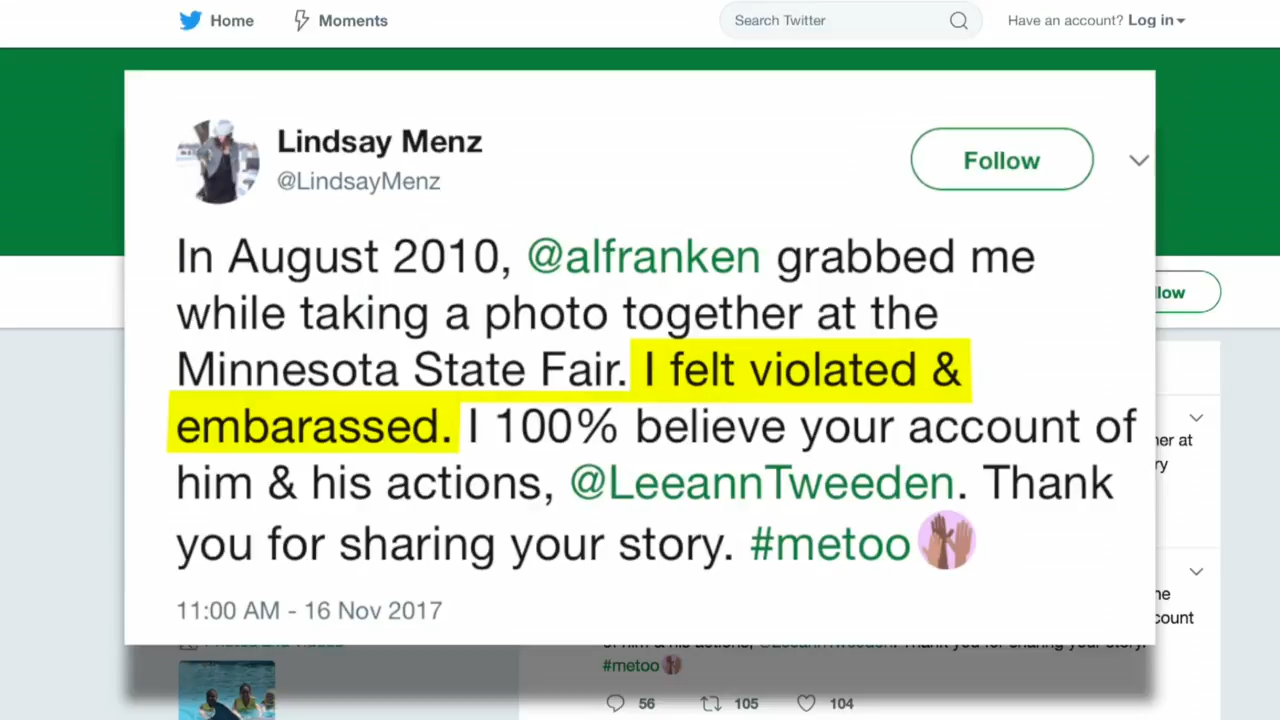 Home Moments Search Twitter Have an account? Log in
Lindsay Menz
@LindsayMenz
Follow
In August 2010, @alfranken grabbed me
while taking a photo together at the
Minnesota State Fair. I felt violated &
embarassed. I 100% believe your account of
him & his actions, @LeeannTweeden. Thank
you for sharing your story. #metoo
11:00 AM - 16 Nov 2017
#metoo
56 105 104